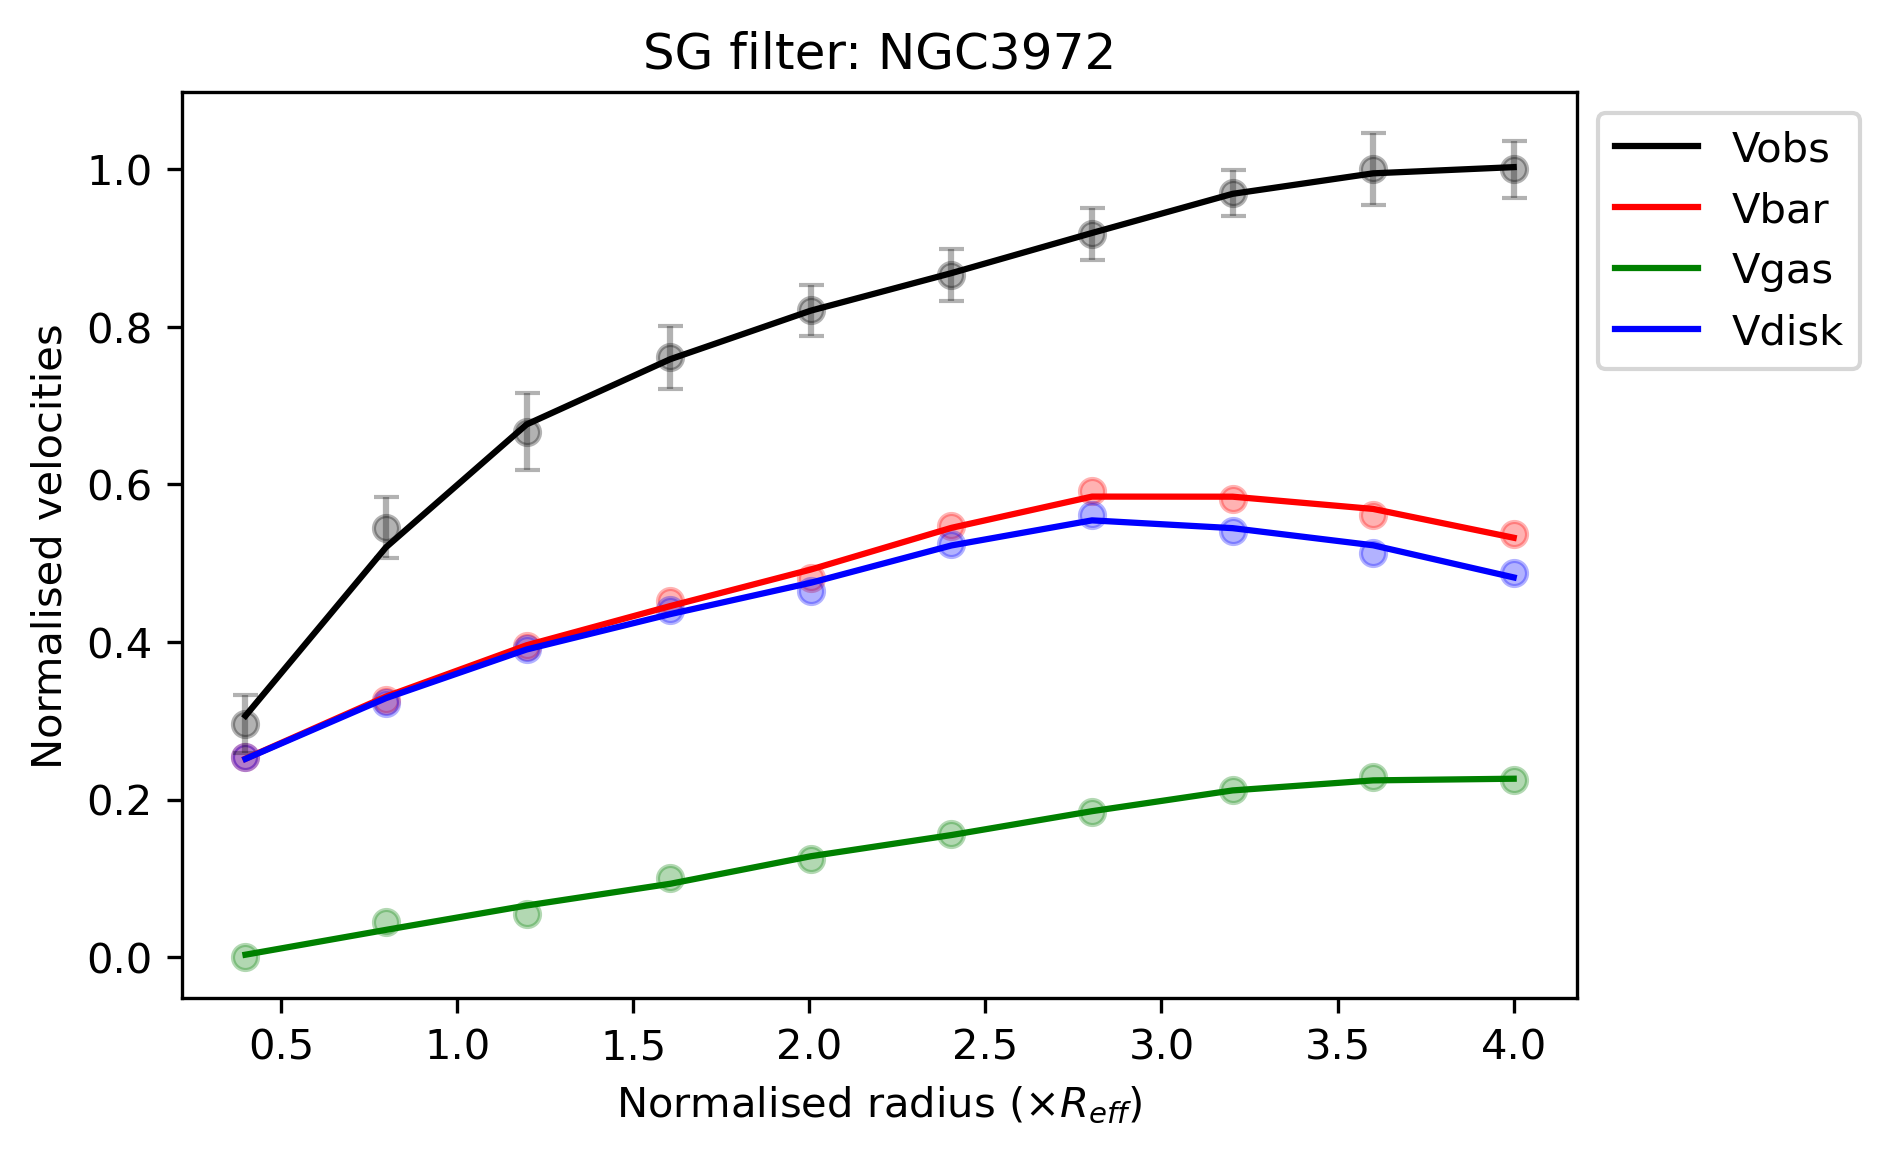 SG filter: NGC3972
Normalised velocities
1.0
0.8
0.6
0.4
0.2
0.0
0.5 1.0 1.5 2.0 2.5 3.0 3.5 4.0
Normalised radius (×R_eff)
Vobs
Vbar
Vgas
Vdisk